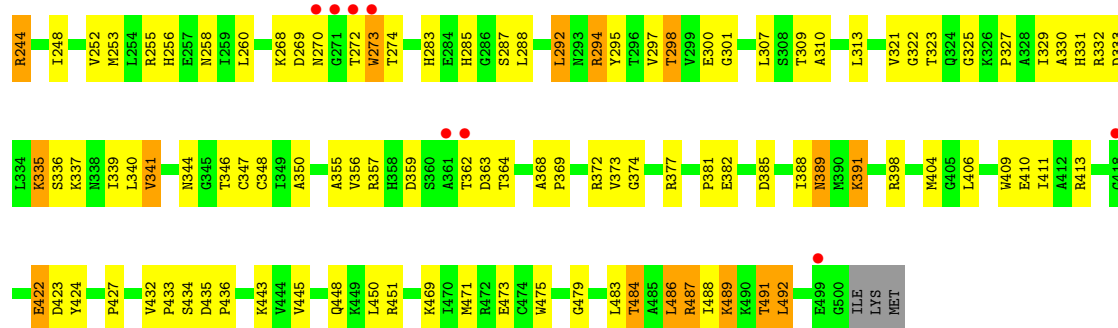 R244 I248 V252 M253 L254 R255 H256 E257 N258 I259 L260 K268 D269 N270 G271 T272 W273 T274 H283 E284 H285 G286 S287 L288 L292 N293 R294 Y295 T296 V297 T298 V299 E300 G301 L307 S308 T309 A310 L313 V321 G322 T323 Q324 G325 K326 P327 A328 I329 A330 H331 R332 D333
L334 K335 S336 K337 N338 I339 L340 V341 N344 G345 T346 C347 C348 I349 A350 A355 V356 R357 H358 D359 S360 A361 T362 D363 T364 A368 P369 R372 V373 G374 R377 P381 E382 D385 I388 N389 M390 K391 R398 M404 G405 L406 W409 E410 I411 A412 R413
E422 D423 Y424 P427 V432 P433 S434 D435 P436 K443 V444 V445 Q448 K449 L450 R451 K469 I470 M471 R472 E473 C474 W475 G479 L483 T484 A485 L486 R487 I488 K489 K490 T491 L492 E499 G500 ILE LYS MET